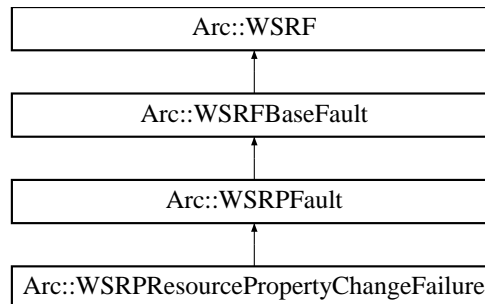 Arc::WSRF
Arc::WSRFBaseFault
Arc::WSRPFault
Arc::WSRPResourcePropertyChangeFailure